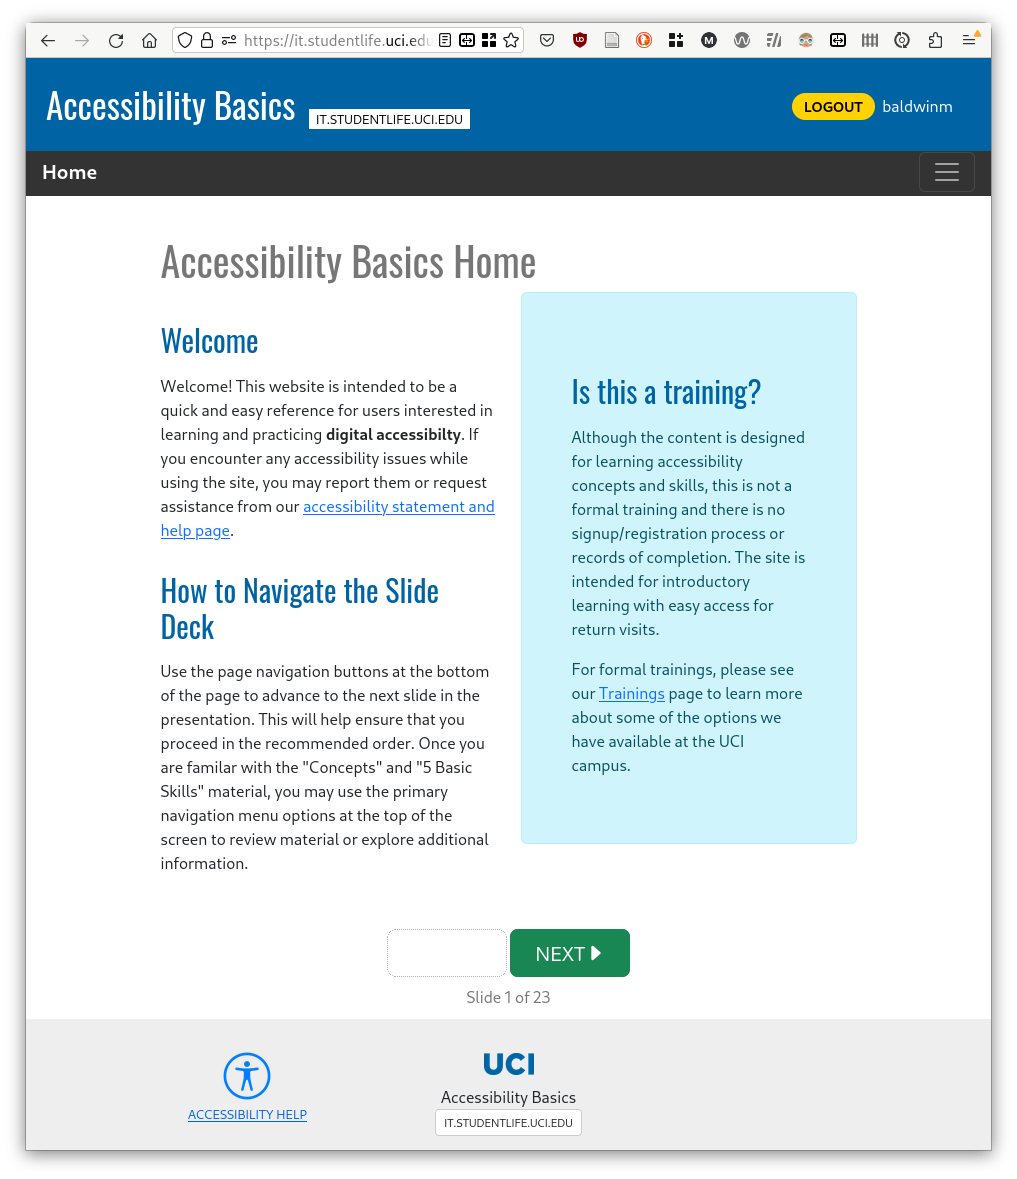 https://it.studentlife.uci.edu
Accessibility Basics
IT.STUDENTLIFE.UCI.EDU
LOGOUT
baldwinm
Home
Accessibility Basics Home
Welcome
Welcome! This website is intended to be a
quick and easy reference for users interested in
learning and practicing digital accessibilty. If
you encounter any accessibility issues while
using the site, you may report them or request
assistance from our accessibility statement and
help page.
How to Navigate the Slide
Deck
Use the page navigation buttons at the bottom
of the page to advance to the next slide in the
presentation. This will help ensure that you
proceed in the recommended order. Once you
are familar with the "Concepts" and "5 Basic
Skills" material, you may use the primary
navigation menu options at the top of the
screen to review material or explore additional
information.
Is this a training?
Although the content is designed
for learning accessibility
concepts and skills, this is not a
formal training and there is no
signup/registration process or
records of completion. The site is
intended for introductory
learning with easy access for
return visits.
For formal trainings, please see
our Trainings page to learn more
about some of the options we
have available at the UCI
campus.
NEXT
Slide 1 of 23
ACCESSIBILITY HELP
UCI
Accessibility Basics
IT.STUDENTLIFE.UCI.EDU